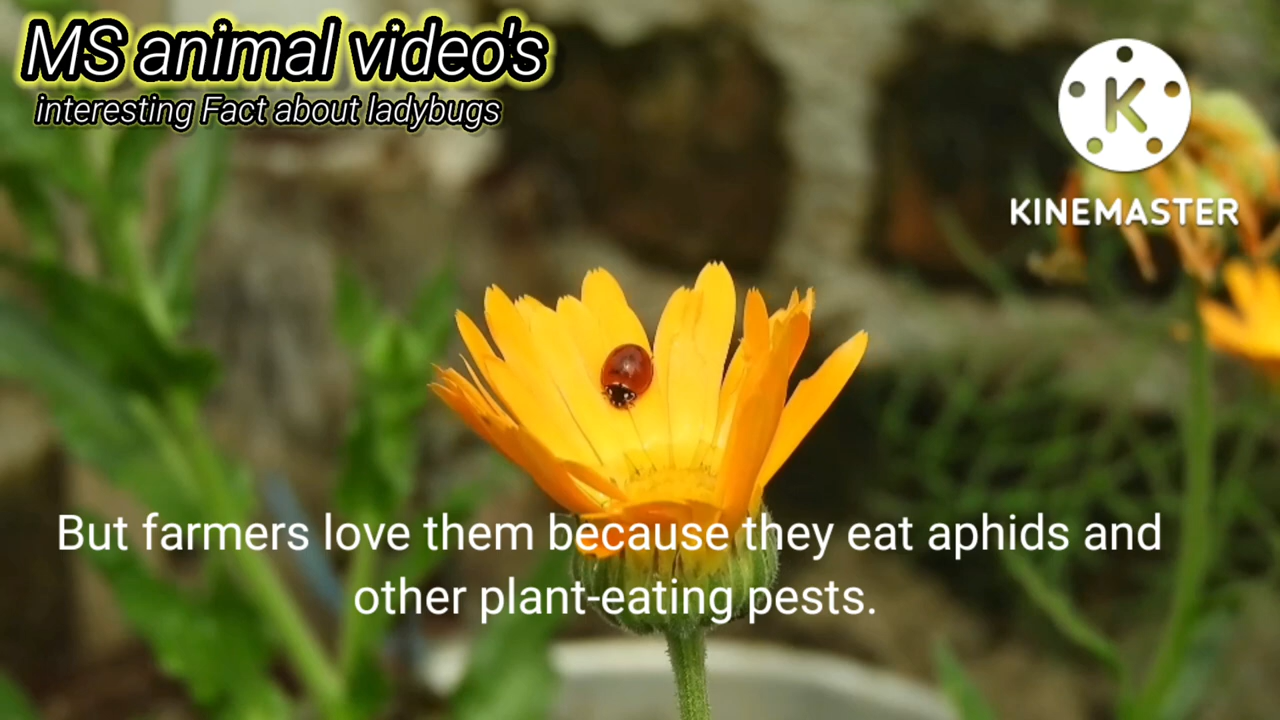 MS animal video's
interesting Fact about ladybugs
K
KINEMASTER
But farmers love them because they eat aphids and
other plant-eating pests.